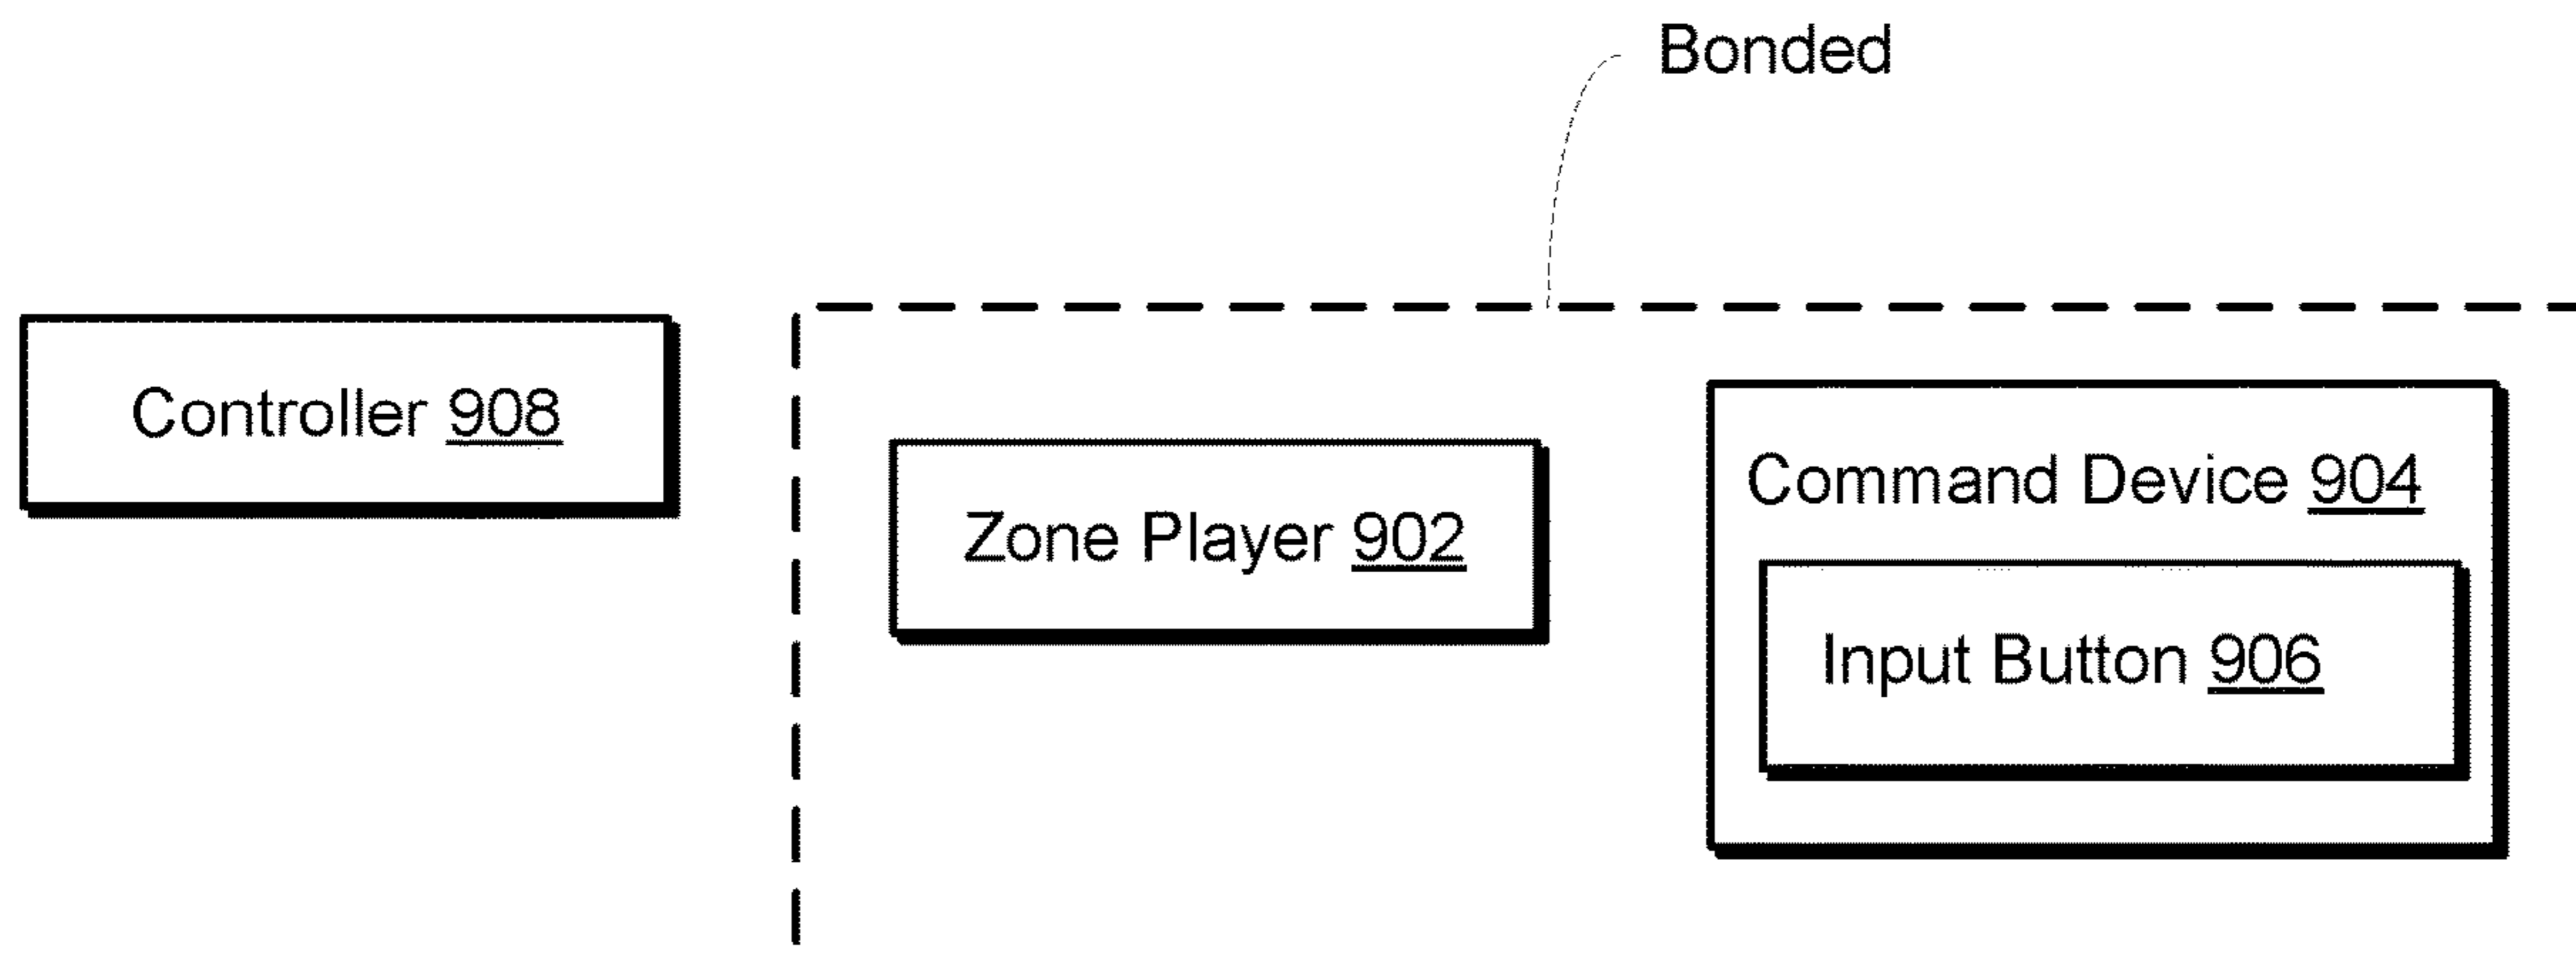 Bonded
Controller 908
Zone Player 902
Command Device 904
Input Button 906